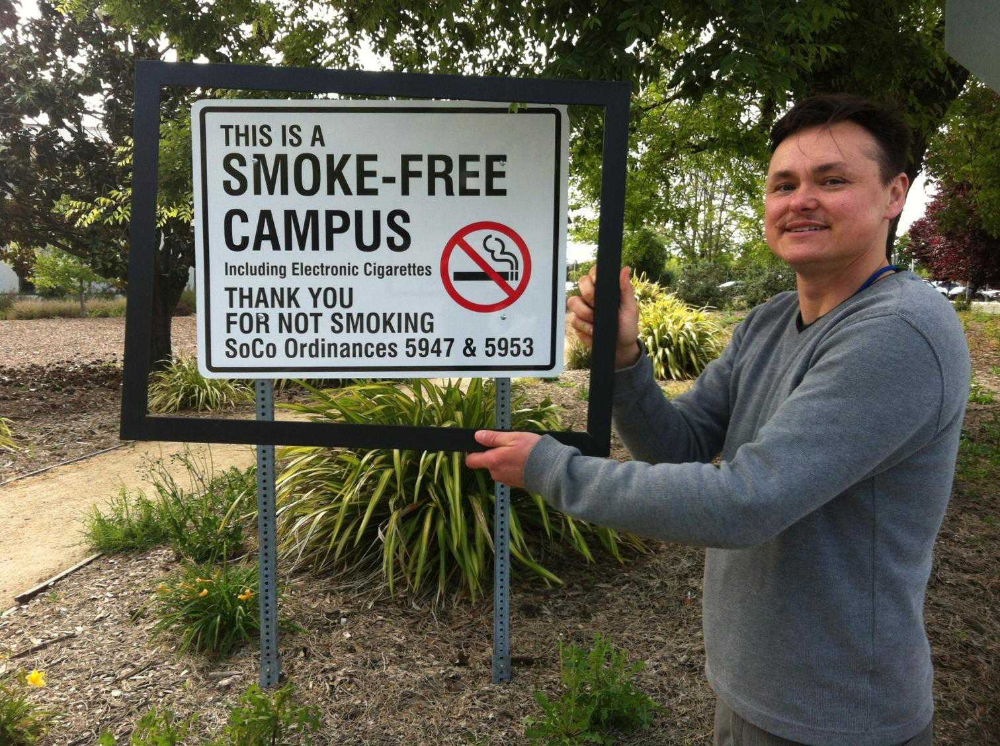 THIS IS A
SMOKE-FREE
CAMPUS
Including Electronic Cigarettes
THANK YOU
FOR NOT SMOKING
SoCo Ordinances 5947 & 5953